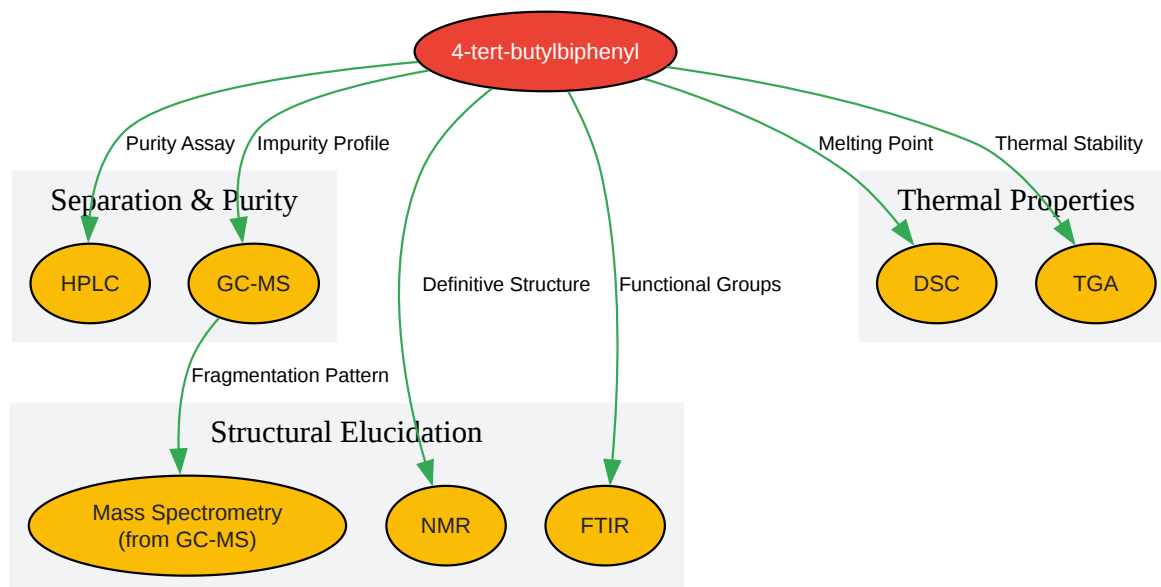 4-tert-butylbiphenyl
Purity Assay
Impurity Profile
Melting Point
Thermal Stability
Separation & Purity
Thermal Properties
HPLC
GC-MS
Definitive Structure
Functional Groups
DSC
TGA
Fragmentation Pattern
Structural Elucidation
Mass Spectrometry
(from GC-MS)
NMR
FTIR